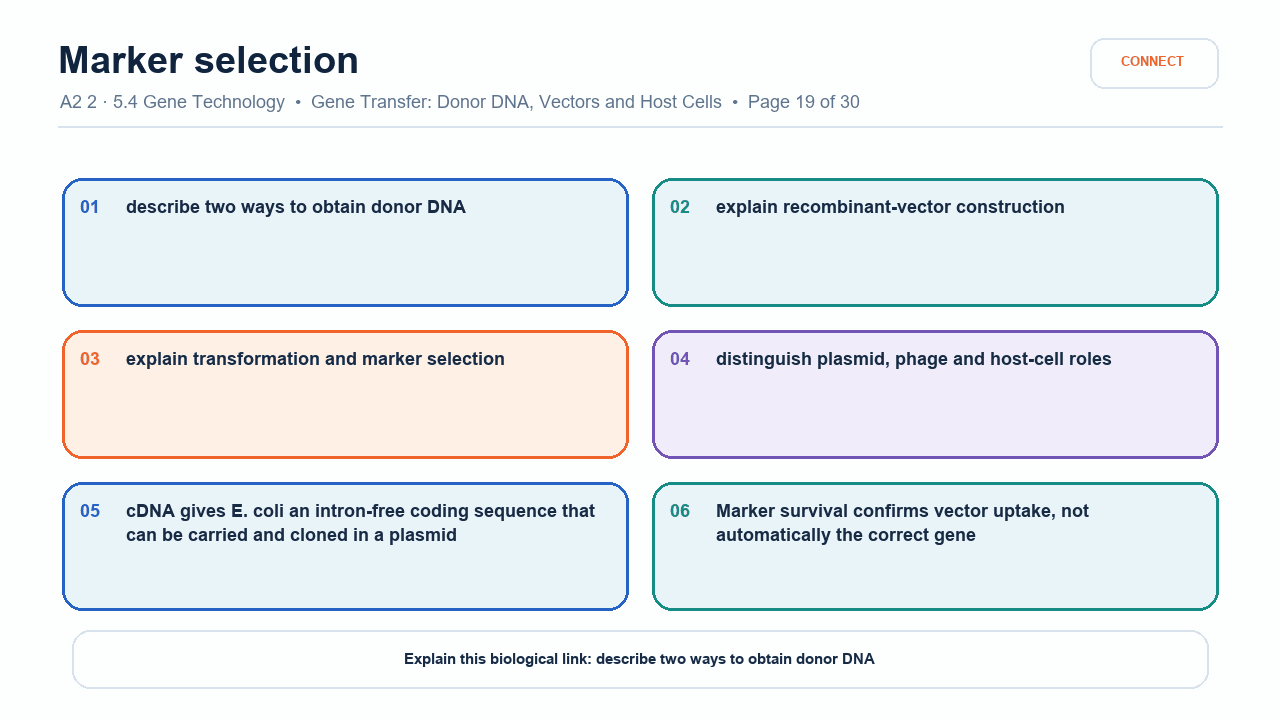 Marker selection
CONNECT
A2 2 · 5.4 Gene Technology • Gene Transfer: Donor DNA, Vectors and Host Cells • Page 19 of 30
01 describe two ways to obtain donor DNA
02 explain recombinant-vector construction
03 explain transformation and marker selection
04 distinguish plasmid, phage and host-cell roles
05 cDNA gives E. coli an intron-free coding sequence that
can be carried and cloned in a plasmid
06 Marker survival confirms vector uptake, not
automatically the correct gene
Explain this biological link: describe two ways to obtain donor DNA